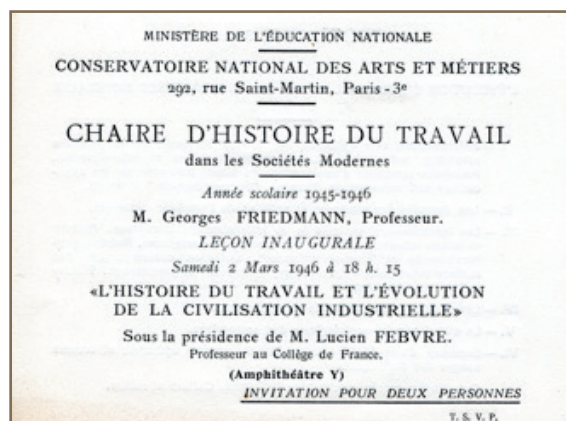 MINISTÈRE DE L'ÉDUCATION NATIONALE
CONSERVATOIRE NATIONAL DES ARTS ET MÉTIERS
292, rue Saint-Martin, Paris - 3e
CHAIRE D'HISTOIRE DU TRAVAIL
dans les Sociétés Modernes
Année scolaire 1945-1946
M. Georges FRIEDMANN, Professeur.
LEÇON INAUGURALE
Samedi 2 Mars 1946 à 18 h. 15
«L'HISTOIRE DU TRAVAIL ET L'ÉVOLUTION
DE LA CIVILISATION INDUSTRIELLE»
Sous la présidence de M. Lucien FEBVRE.
Professeur au Collège de France.
(Amphithéâtre Y)
INVITATION POUR DEUX PERSONNES
T. S. V. P.